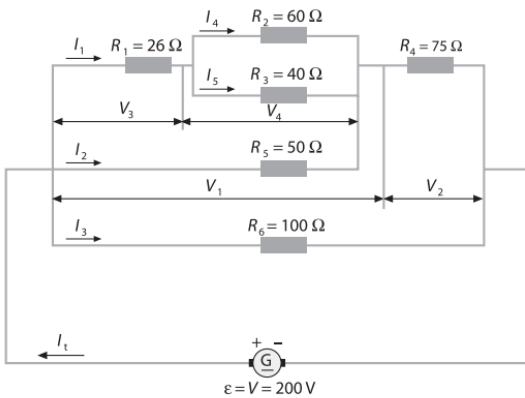 I₄ R₂ = 60 Ω
I₁ R₁ = 26 Ω R₄ = 75 Ω
I₅ R₃ = 40 Ω
V₃ V₄
I₂ R₅ = 50 Ω
V₁ V₂
I₃ R₆ = 100 Ω
Iₜ + −
G
ε = V = 200 V